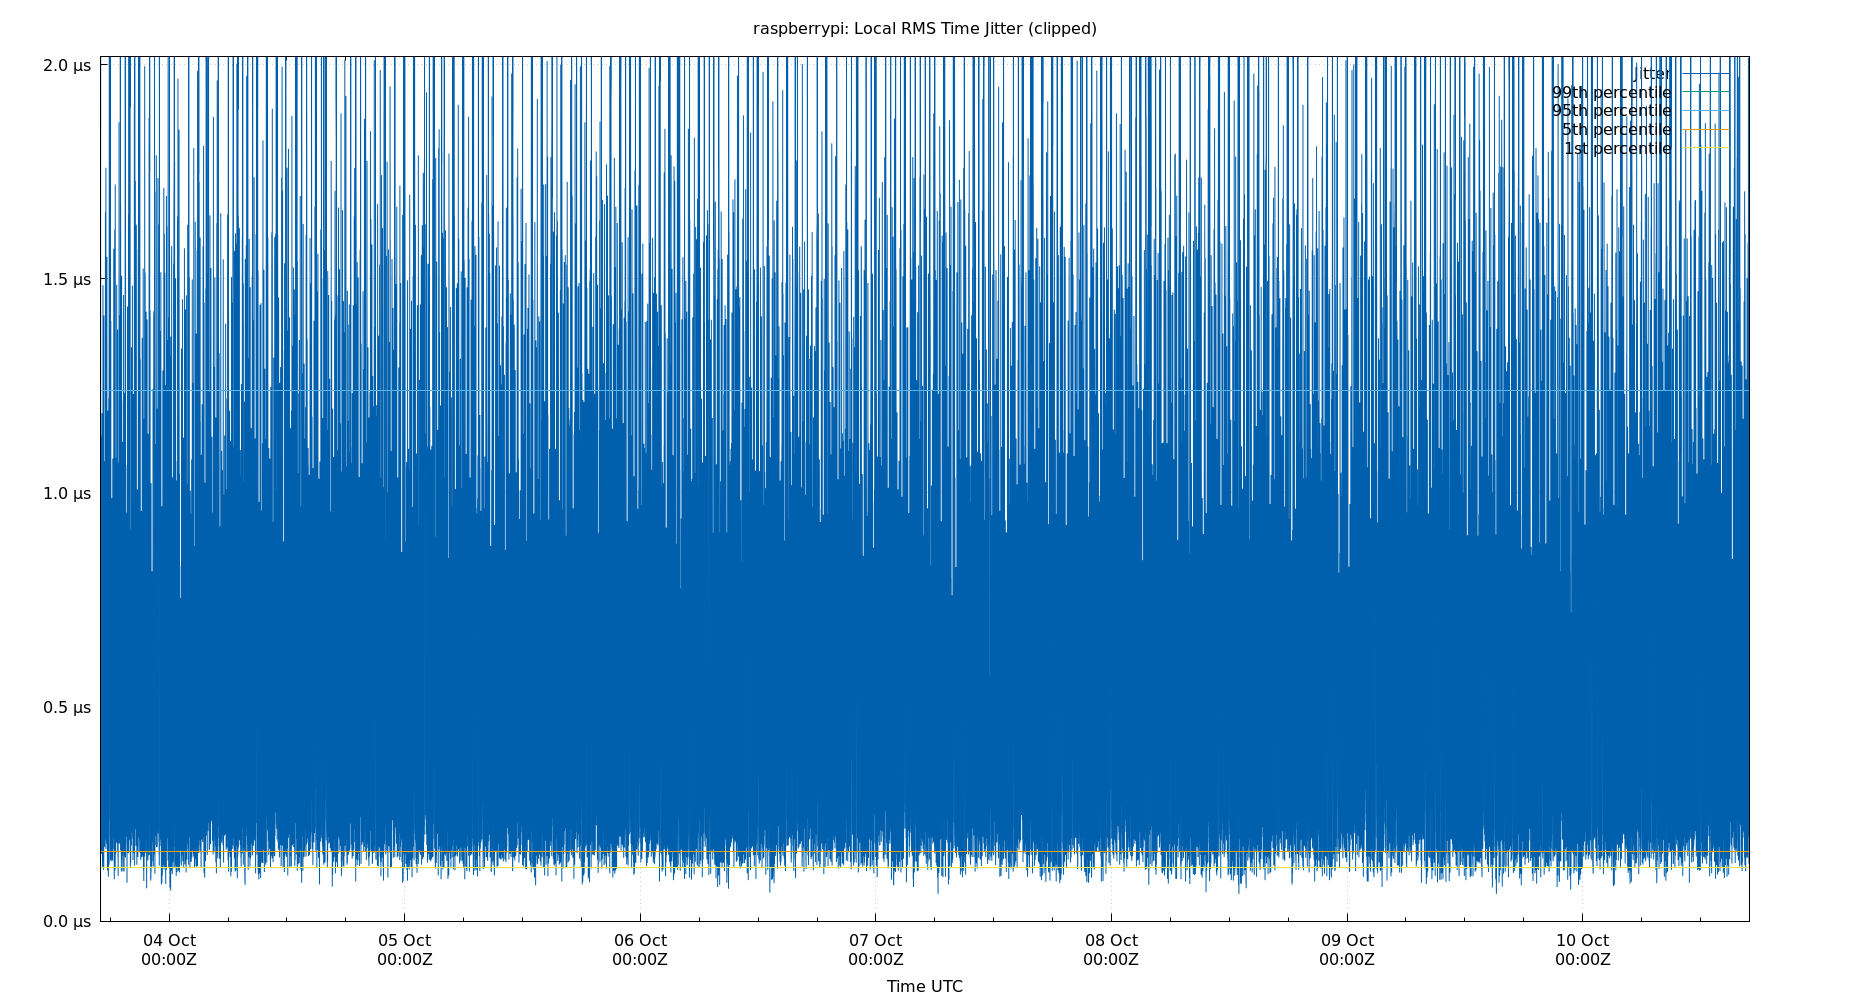 raspberrypi: Local RMS Time Jitter (clipped)
2.0 µs
1.5 µs
1.0 µs
0.5 µs
0.0 µs
Jitter
99th percentile
95th percentile
5th percentile
1st percentile
04 Oct 05 Oct 06 Oct 07 Oct 08 Oct 09 Oct 10 Oct
00:00Z 00:00Z 00:00Z 00:00Z 00:00Z 00:00Z 00:00Z
Time UTC